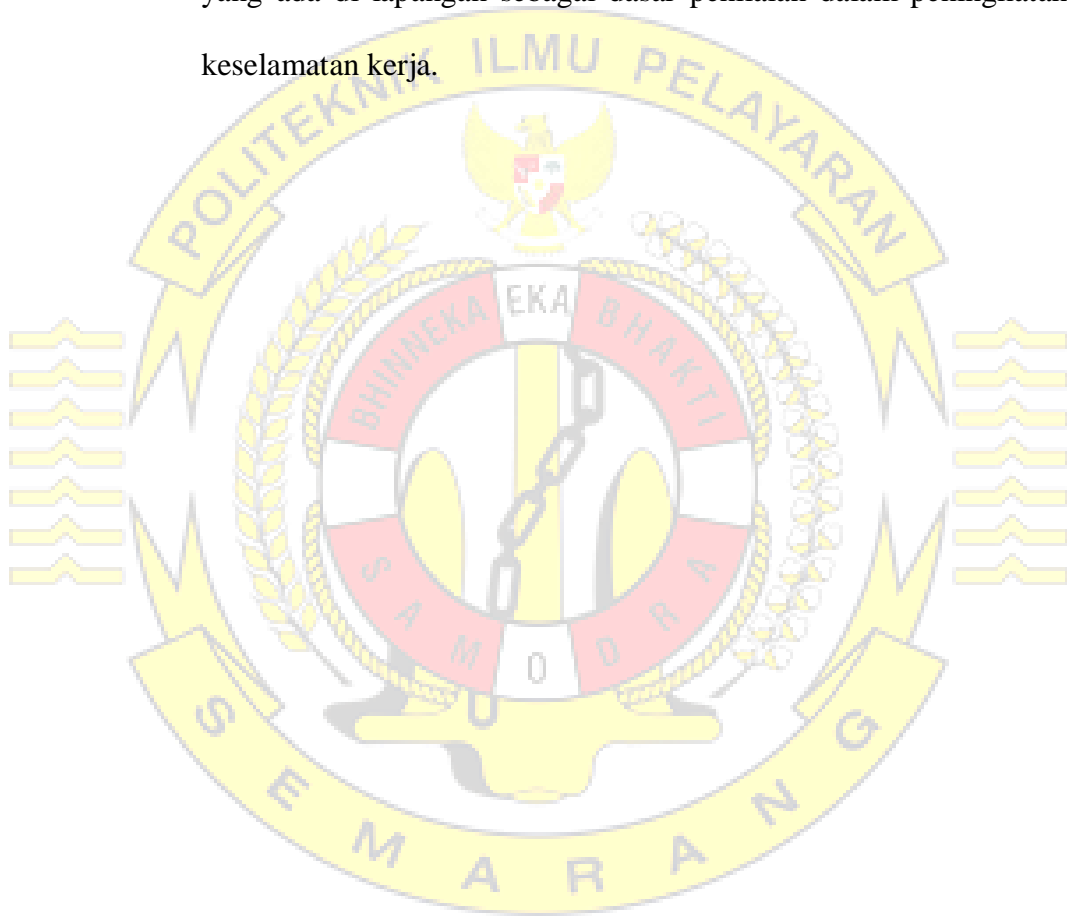 yang ada di lapangan sebagai dasar penilaian dalam peningkatan
keselamatan kerja.
POLITEKNIK ILMU PELAYARAN
BHINNEKA EKA BHAKTI
SAMODRA
SEMARANG